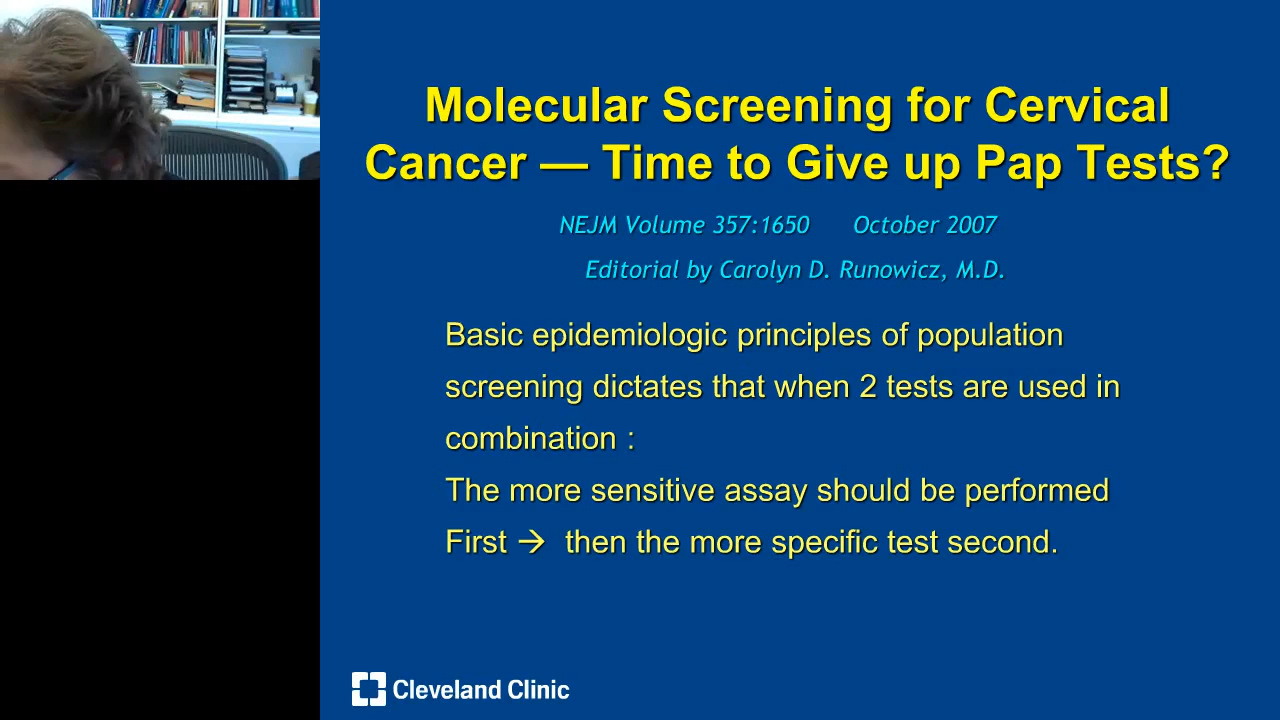 Molecular Screening for Cervical
Cancer — Time to Give up Pap Tests?
NEJM Volume 357:1650 October 2007
Editorial by Carolyn D. Runowicz, M.D.
Basic epidemiologic principles of population
screening dictates that when 2 tests are used in
combination :
The more sensitive assay should be performed
First → then the more specific test second.
Cleveland Clinic